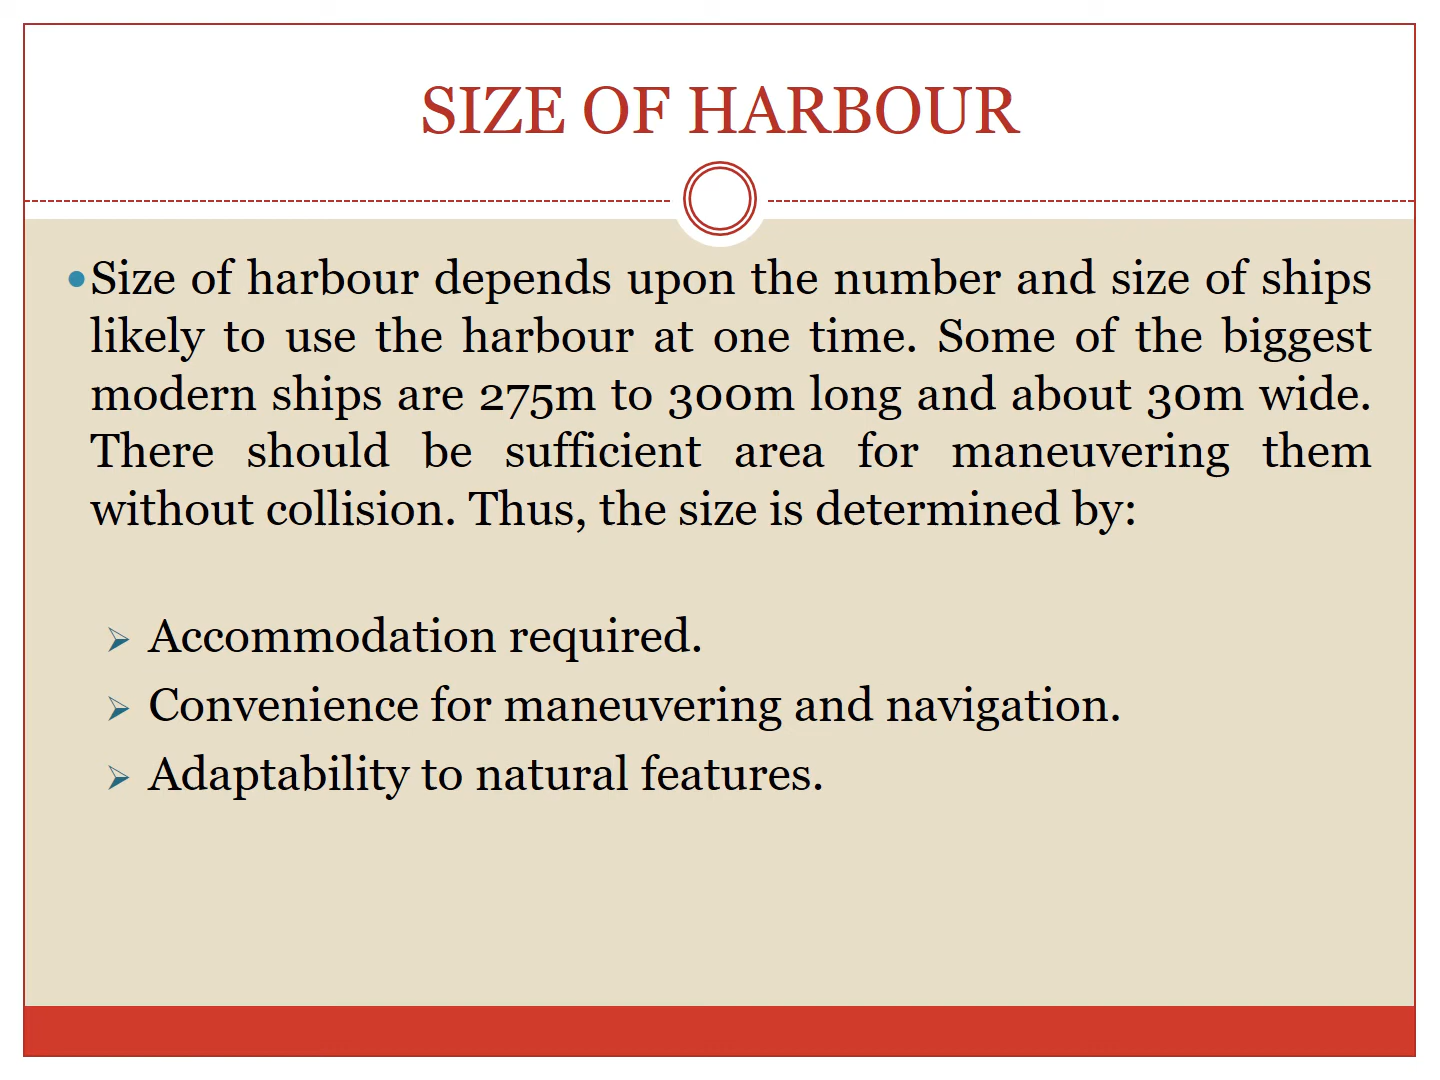 SIZE OF HARBOUR
•Size of harbour depends upon the number and size of ships
likely to use the harbour at one time. Some of the biggest
modern ships are 275m to 300m long and about 30m wide.
There should be sufficient area for maneuvering them
without collision. Thus, the size is determined by:
➢ Accommodation required.
➢ Convenience for maneuvering and navigation.
➢ Adaptability to natural features.